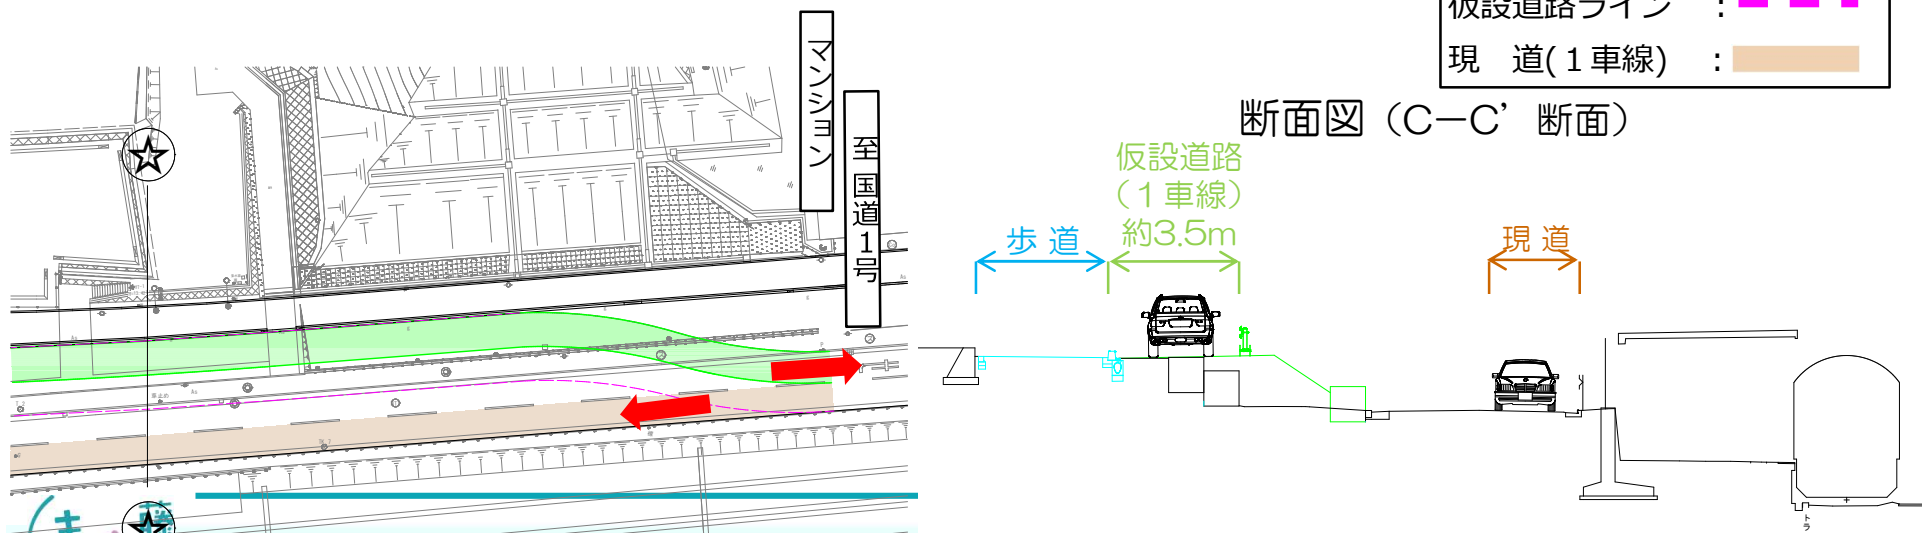 仮設道路ライン :
現 道(１車線) :
断面図（C－C’断面）
マンション
至 国道1号
仮設道路
（１車線）
約3.5m
歩 道
現 道
トラ